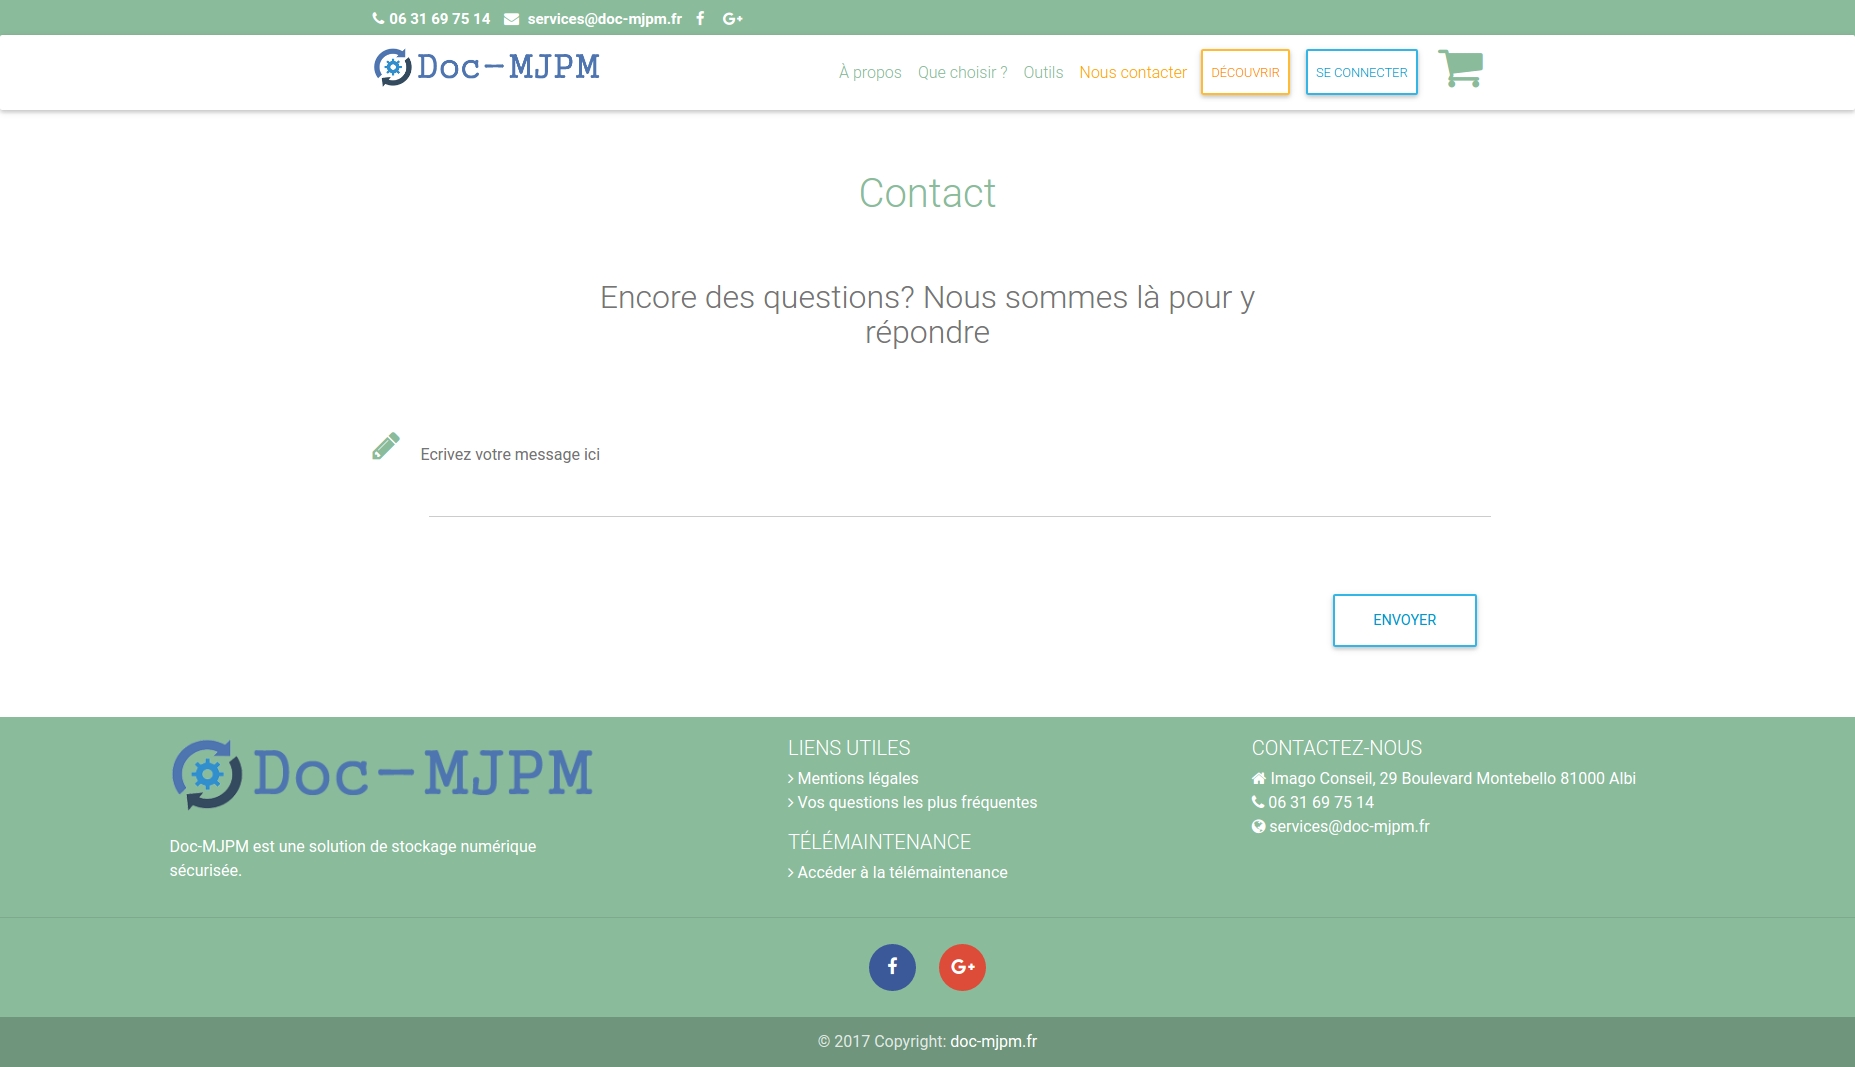 06 31 69 75 14 services@doc-mjpm.fr
Doc-MJPM
À propos Que choisir ? Outils Nous contacter DÉCOUVRIR SE CONNECTER
Contact
Encore des questions? Nous sommes là pour y
répondre
Ecrivez votre message ici
ENVOYER
Doc-MJPM
Doc-MJPM est une solution de stockage numérique
sécurisée.
LIENS UTILES
Mentions légales
Vos questions les plus fréquentes
TÉLÉMAINTENANCE
Accéder à la télémaintenance
CONTACTEZ-NOUS
Imago Conseil, 29 Boulevard Montebello 81000 Albi
06 31 69 75 14
services@doc-mjpm.fr
© 2017 Copyright: doc-mjpm.fr